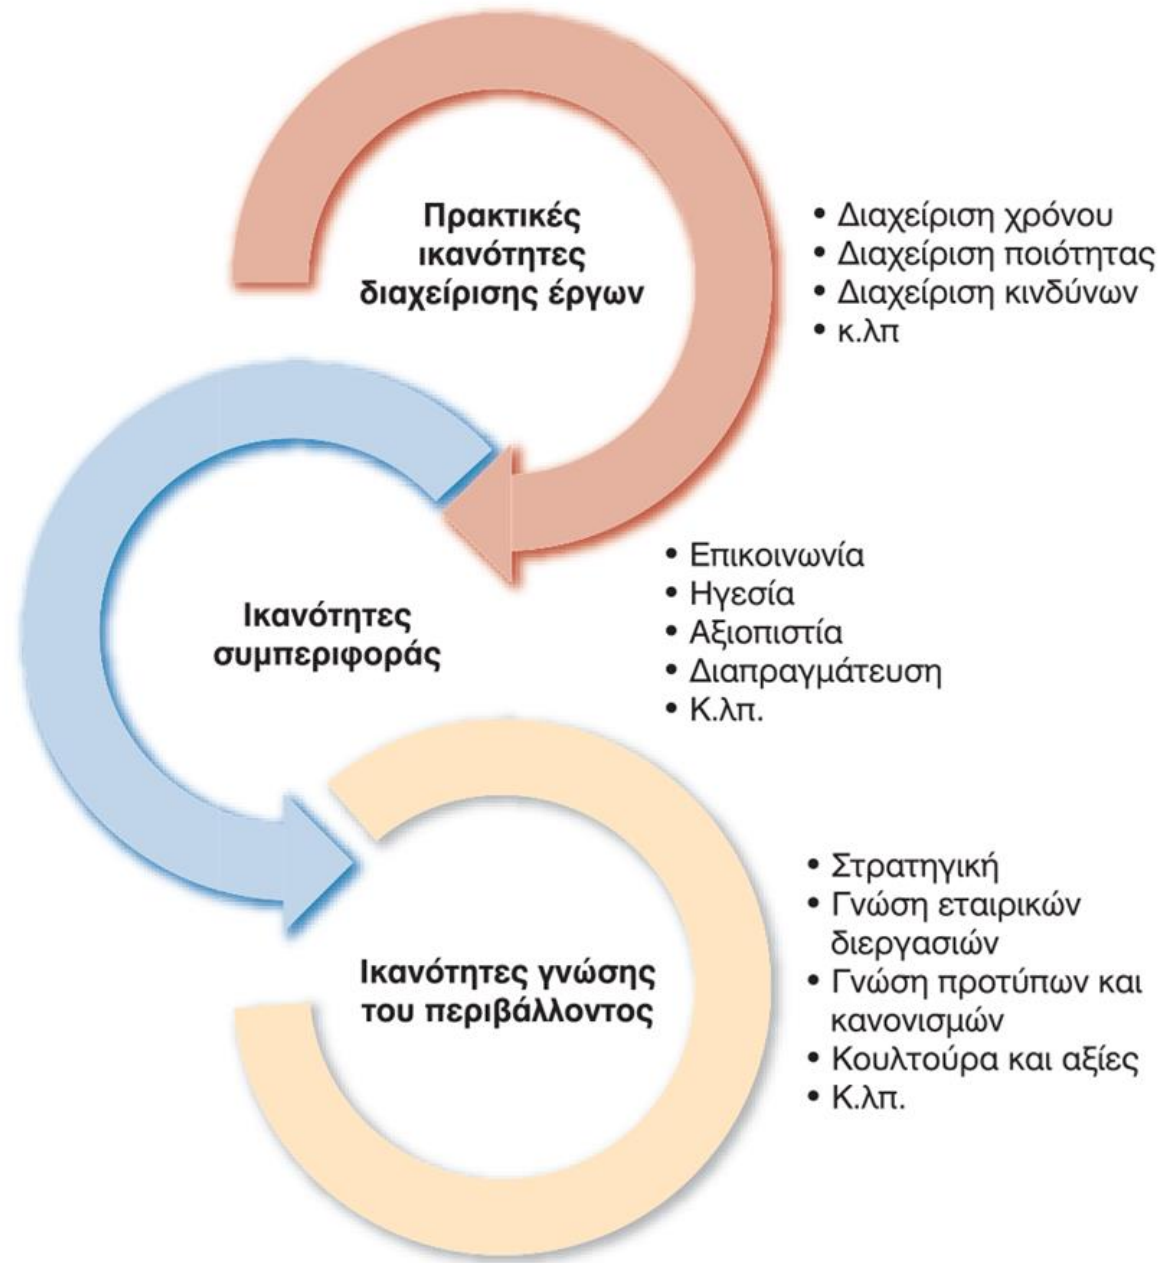 Πρακτικές
ικανότητες
διαχείρισης έργων
• Διαχείριση χρόνου
• Διαχείριση ποιότητας
• Διαχείριση κινδύνων
• κ.λπ
Ικανότητες
συμπεριφοράς
• Επικοινωνία
• Ηγεσία
• Αξιοπιστία
• Διαπραγμάτευση
• Κ.λπ.
Ικανότητες γνώσης
του περιβάλλοντος
• Στρατηγική
• Γνώση εταιρικών
διεργασιών
• Γνώση προτύπων και
κανονισμών
• Κουλτούρα και αξίες
• Κ.λπ.